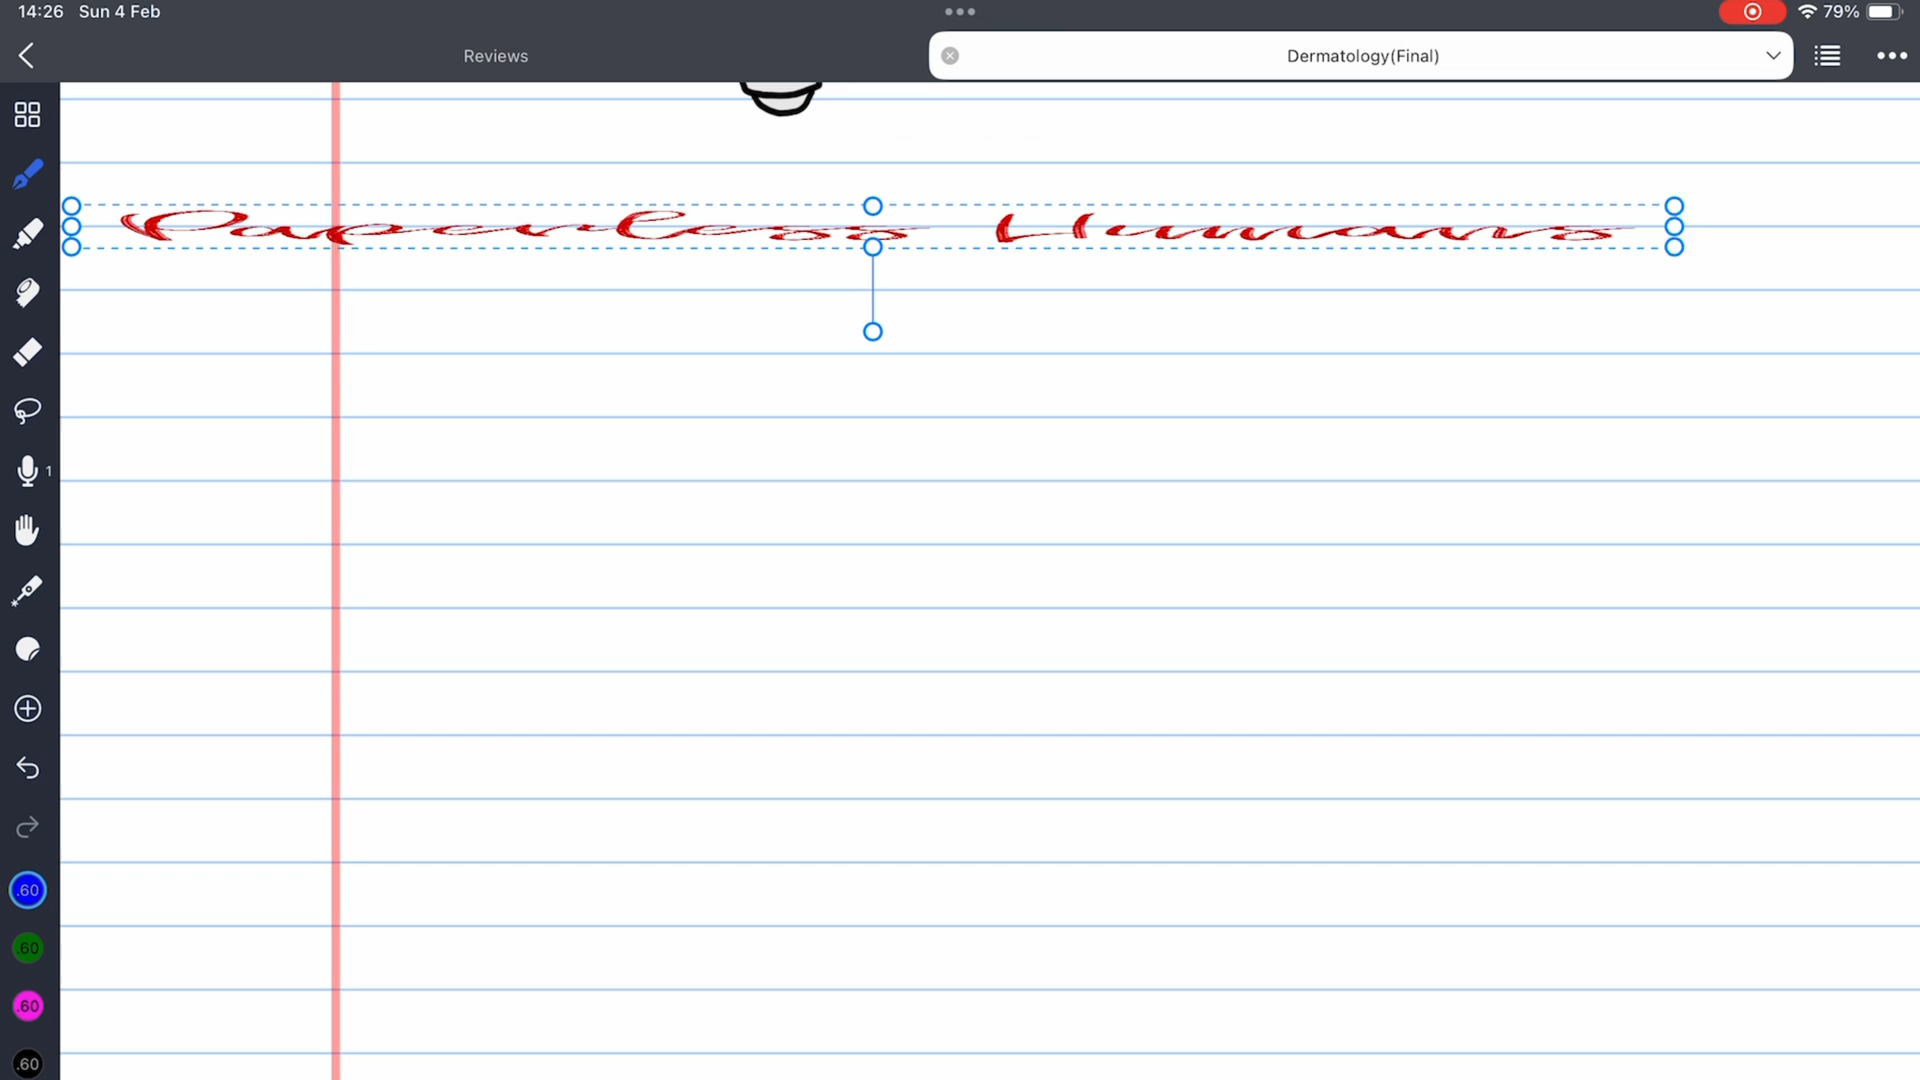 14:26 Sun 4 Feb
79%
Reviews
Dermatology(Final)
Paperless Humans
1
.60
.60
.60
.60